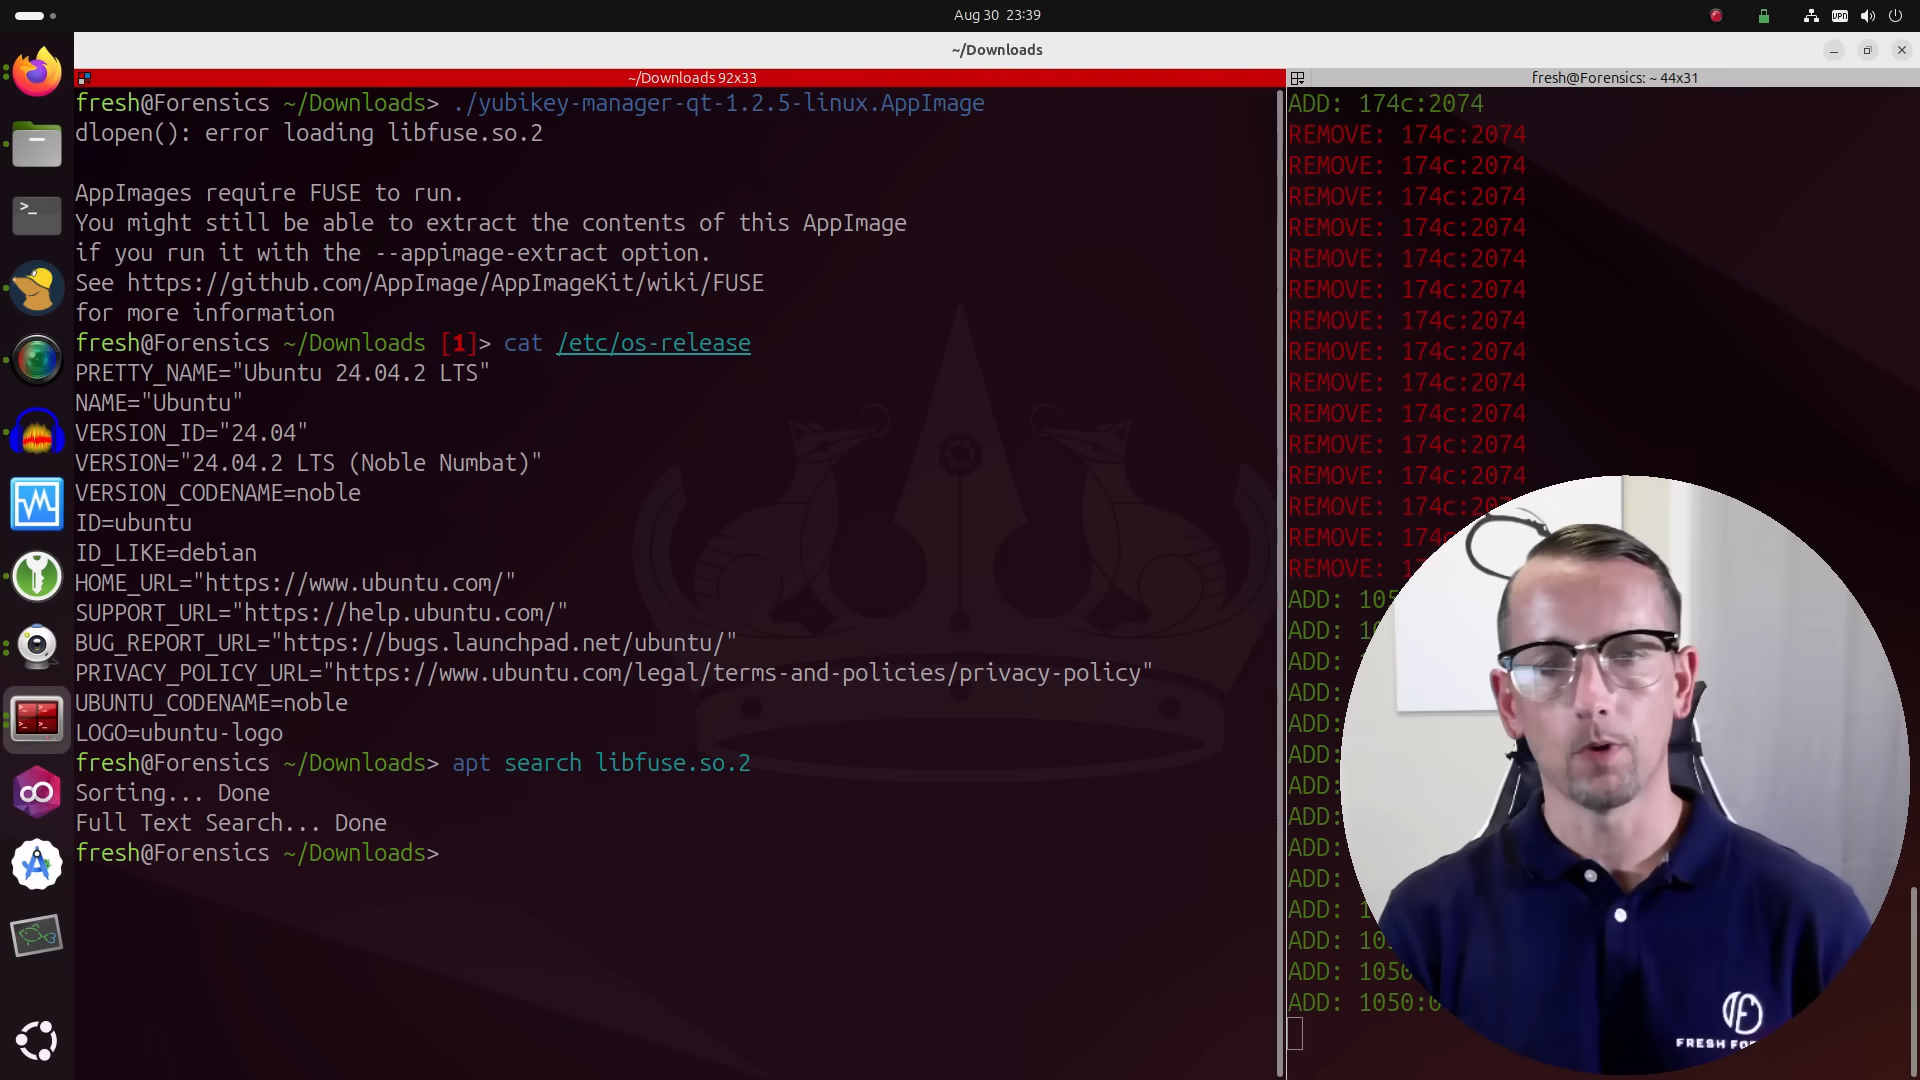 Aug 30 23:39
VPN
~/Downloads
~/Downloads 92x33
fresh@Forensics ~/Downloads> ./yubikey-manager-qt-1.2.5-linux.AppImage
dlopen(): error loading libfuse.so.2
AppImages require FUSE to run.
You might still be able to extract the contents of this AppImage
if you run it with the --appimage-extract option.
See https://github.com/AppImage/AppImageKit/wiki/FUSE
for more information
fresh@Forensics ~/Downloads [1]> cat /etc/os-release
PRETTY_NAME="Ubuntu 24.04.2 LTS"
NAME="Ubuntu"
VERSION_ID="24.04"
VERSION="24.04.2 LTS (Noble Numbat)"
VERSION_CODENAME=noble
ID=ubuntu
ID_LIKE=debian
HOME_URL="https://www.ubuntu.com/"
SUPPORT_URL="https://help.ubuntu.com/"
BUG_REPORT_URL="https://bugs.launchpad.net/ubuntu/"
PRIVACY_POLICY_URL="https://www.ubuntu.com/legal/terms-and-policies/privacy-policy"
UBUNTU_CODENAME=noble
LOGO=ubuntu-logo
fresh@Forensics ~/Downloads> apt search libfuse.so.2
Sorting... Done
Full Text Search... Done
fresh@Forensics ~/Downloads>
fresh@Forensics: ~ 44x31
ADD: 174c:2074
REMOVE: 174c:2074
REMOVE: 174c:2074
REMOVE: 174c:2074
REMOVE: 174c:2074
REMOVE: 174c:2074
REMOVE: 174c:2074
REMOVE: 174c:2074
REMOVE: 174c:2074
REMOVE: 174c:2074
REMOVE: 174c:2074
REMOVE: 174c:2074
REMOVE: 174c:2074
REMOVE:
REMOVE:
REMOVE:
ADD:
ADD:
ADD:
ADD:
ADD:
ADD:
ADD:
ADD:
ADD:
ADD:
ADD:
ADD:
ADD: 1050
ADD: 1050:0
FRESH